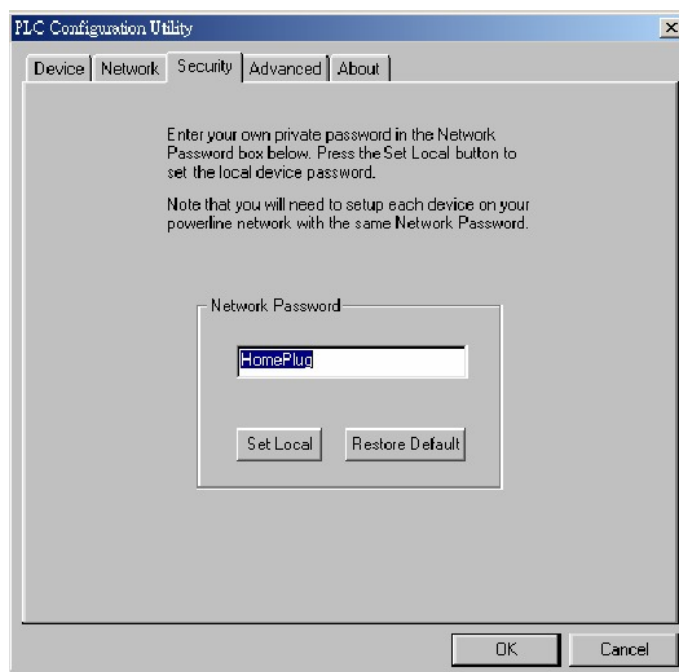 PLC Configuration Utility
Device Network Security Advanced About
Enter your own private password in the Network
Password box below. Press the Set Local button to
set the local device password.
Note that you will need to setup each device on your
powerline network with the same Network Password.
Network Password
HomePlug
Set Local Restore Default
OK Cancel